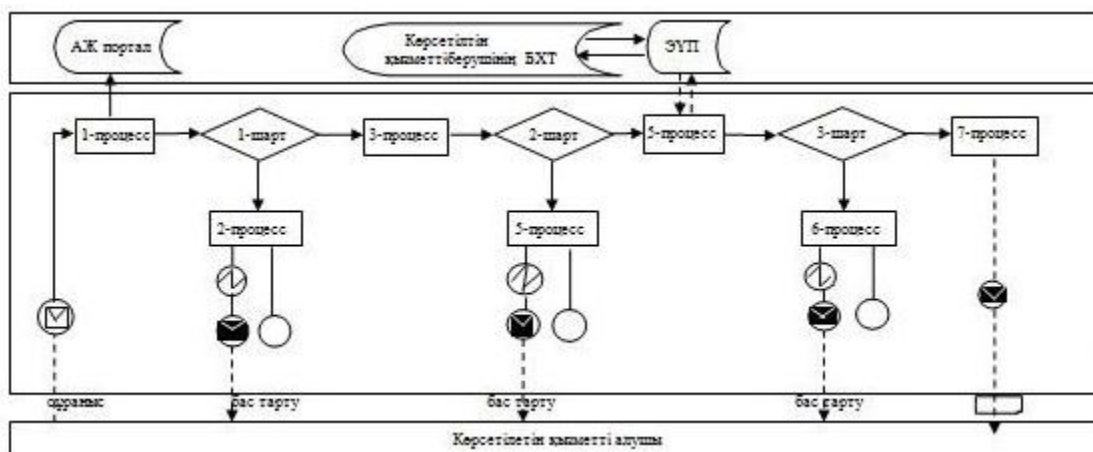 АЖ портал
Көрсетілтін
қызметтіберушінің БХТ
ЭҮП
1-процесс
1-шарт
3-процесс
2-шарт
5-процесс
3-шарт
7-процесс
2-процесс
5-процесс
6-процесс
сұраныс
бас тарту
бас тарту
бас тарту
Көрсетілетін қызметті алушы